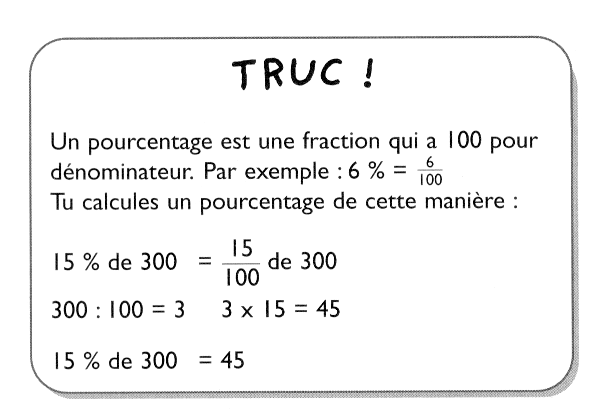 TRUC !
Un pourcentage est une fraction qui a 100 pour
dénominateur. Par exemple : 6 % = 6/100
Tu calcules un pourcentage de cette manière :
15 % de 300 = 15/100 de 300
300 : 100 = 3 3 x 15 = 45
15 % de 300 = 45